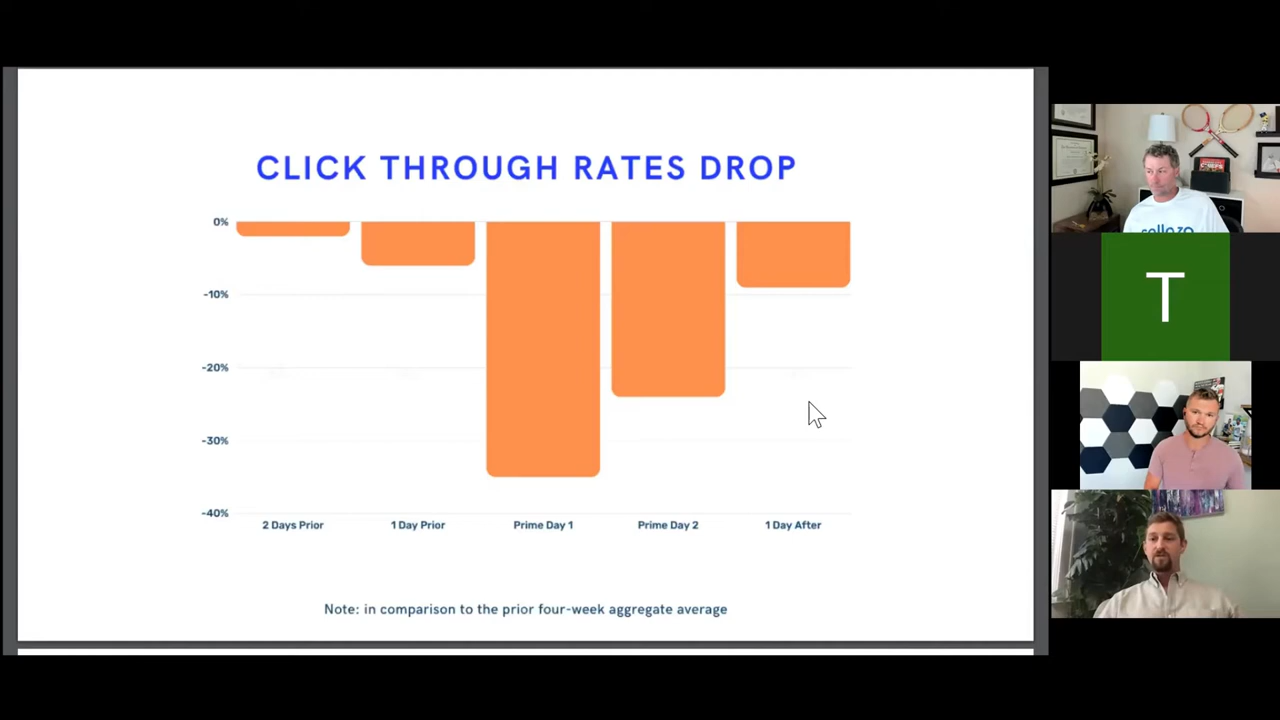 CLICK THROUGH RATES DROP
0%
-10%
-20%
-30%
-40%
2 Days Prior
1 Day Prior
Prime Day 1
Prime Day 2
1 Day After
Note: in comparison to the prior four-week aggregate average
T